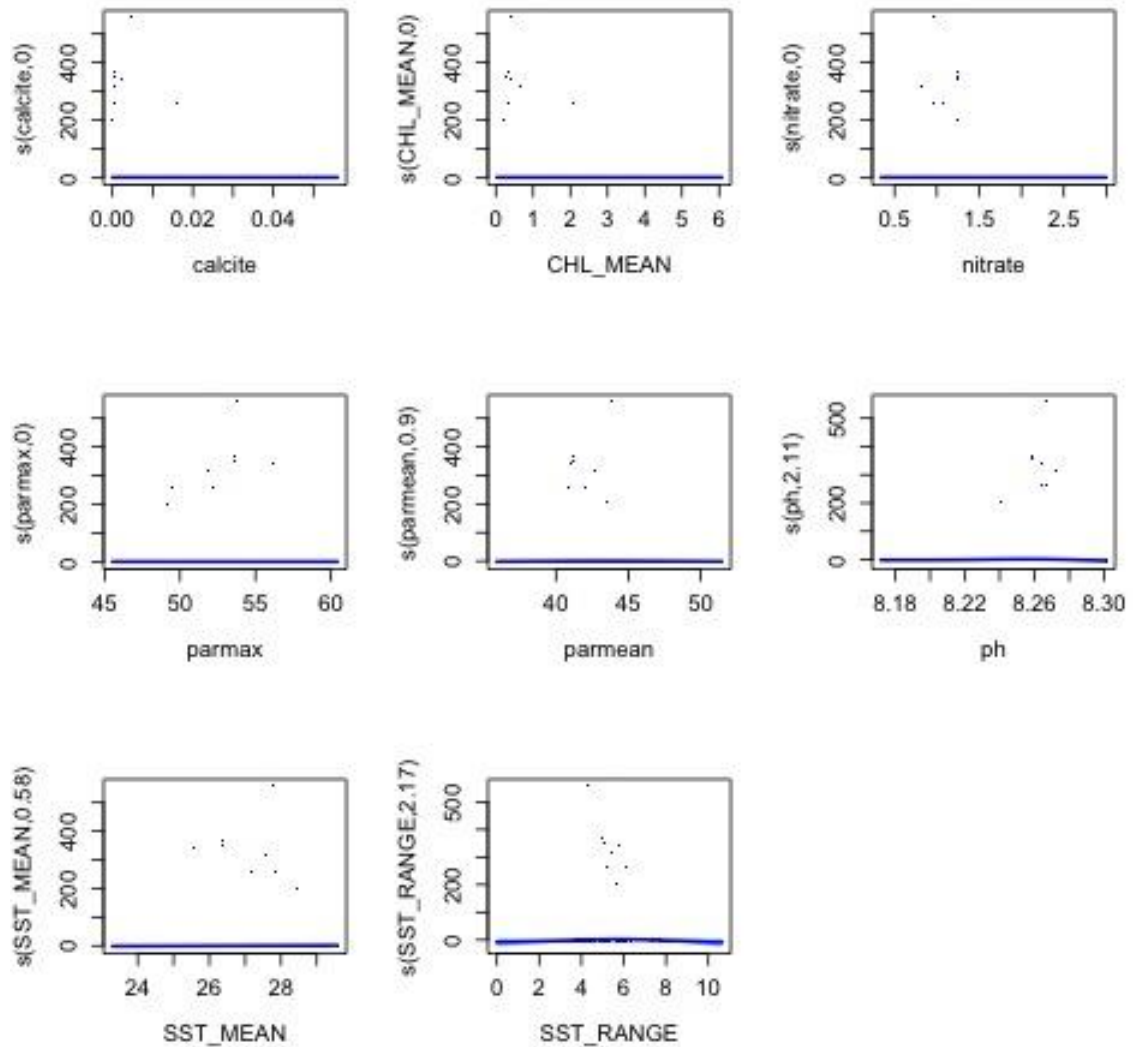 s(calcite,0)
0 200 400
0.00 0.02 0.04
calcite
s(CHL_MEAN,0)
0 200 400
0 1 2 3 4 5 6
CHL_MEAN
s(nitrate,0)
0 200 400
0.5 1.5 2.5
nitrate
s(parmax,0)
0 200 400
45 50 55 60
parmax
s(parmean,0.9)
0 200 400
40 45 50
parmean
s(ph,2.11)
0 200 500
8.18 8.22 8.26 8.30
ph
s(SST_MEAN,0.58)
0 200 400
24 26 28
SST_MEAN
s(SST_RANGE,2.17)
0 200 500
0 2 4 6 8 10
SST_RANGE